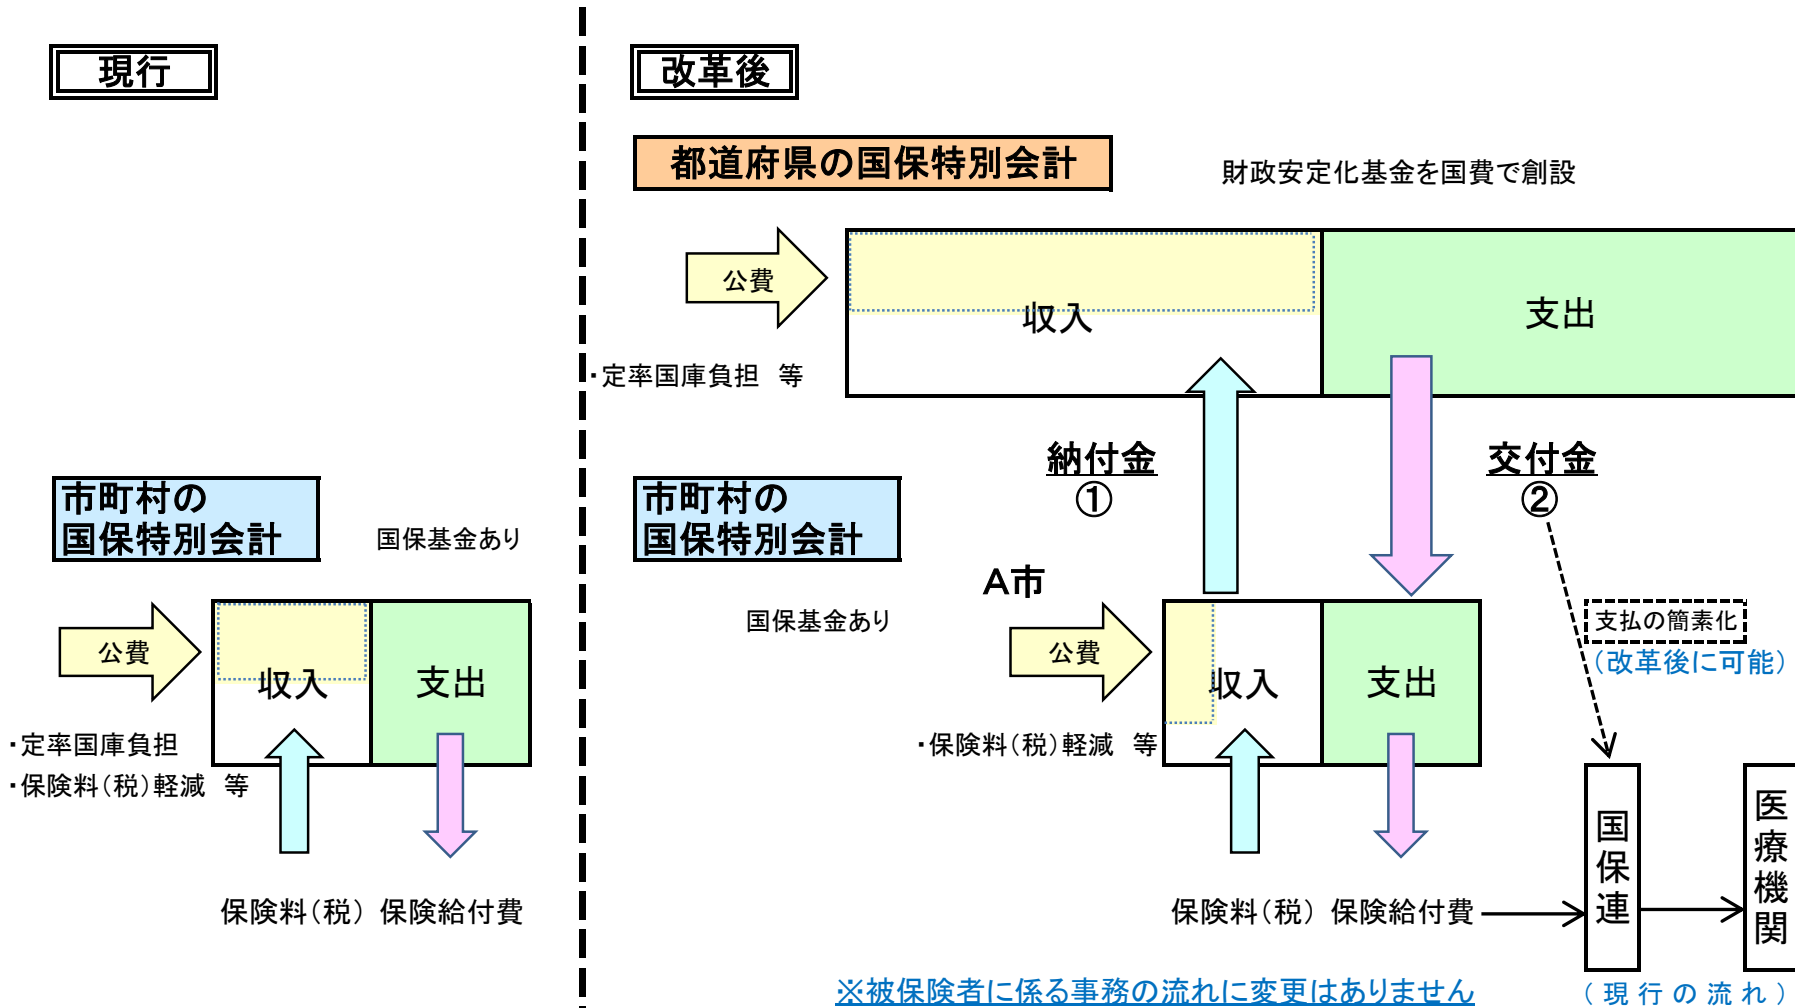 現行
市町村の
国保特別会計
国保基金あり
公費
収入
支出
・定率国庫負担
・保険料(税)軽減 等
保険料(税)
保険給付費
改革後
都道府県の国保特別会計
財政安定化基金を国費で創設
公費
収入
支出
・定率国庫負担 等
納付金
①
交付金
②
市町村の
国保特別会計
A市
国保基金あり
公費
収入
支出
・保険料(税)軽減 等
支払の簡素化
(改革後に可能)
保険料(税)
保険給付費
国保連
医療機関
※被保険者に係る事務の流れに変更はありません
(現行の流れ)